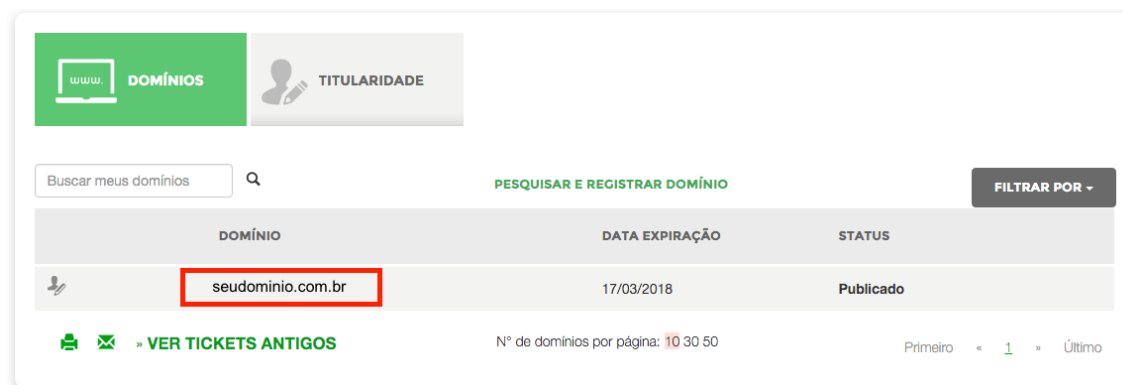 www. DOMÍNIOS TITULARIDADE
Buscar meus domínios PESQUISAR E REGISTRAR DOMÍNIO FILTRAR POR
DOMÍNIO DATA EXPIRAÇÃO STATUS
seudominio.com.br 17/03/2018 Publicado
» VER TICKETS ANTIGOS N° de domínios por página: 10 30 50 Primeiro « 1 » Último